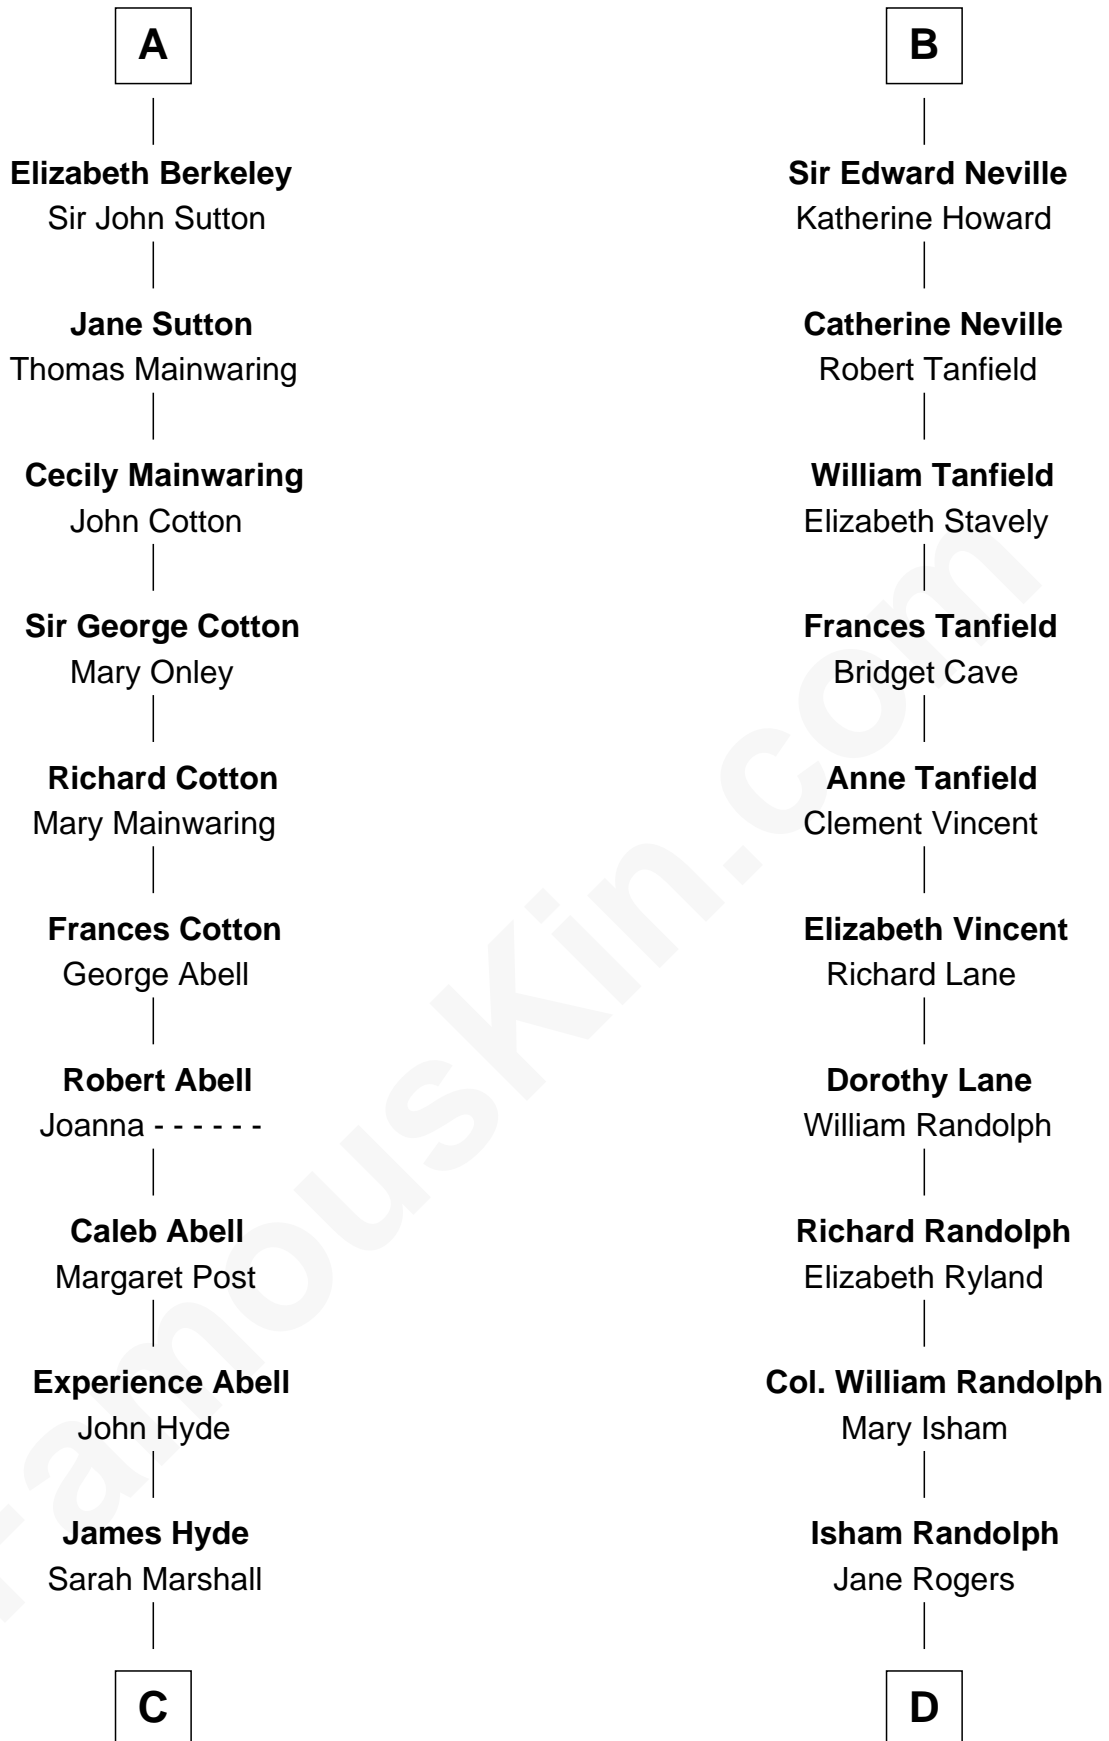 A
Elizabeth Berkeley
Sir John Sutton
Jane Sutton
Thomas Mainwaring
Cecily Mainwaring
John Cotton
Sir George Cotton
Mary Onley
Richard Cotton
Mary Mainwaring
Frances Cotton
George Abell
Robert Abell
Joanna - - - - - -
Caleb Abell
Margaret Post
Experience Abell
John Hyde
James Hyde
Sarah Marshall
C
B
Sir Edward Neville
Katherine Howard
Catherine Neville
Robert Tanfield
William Tanfield
Elizabeth Stavely
Frances Tanfield
Bridget Cave
Anne Tanfield
Clement Vincent
Elizabeth Vincent
Richard Lane
Dorothy Lane
William Randolph
Richard Randolph
Elizabeth Ryland
Col. William Randolph
Mary Isham
Isham Randolph
Jane Rogers
D
FamousKin.com